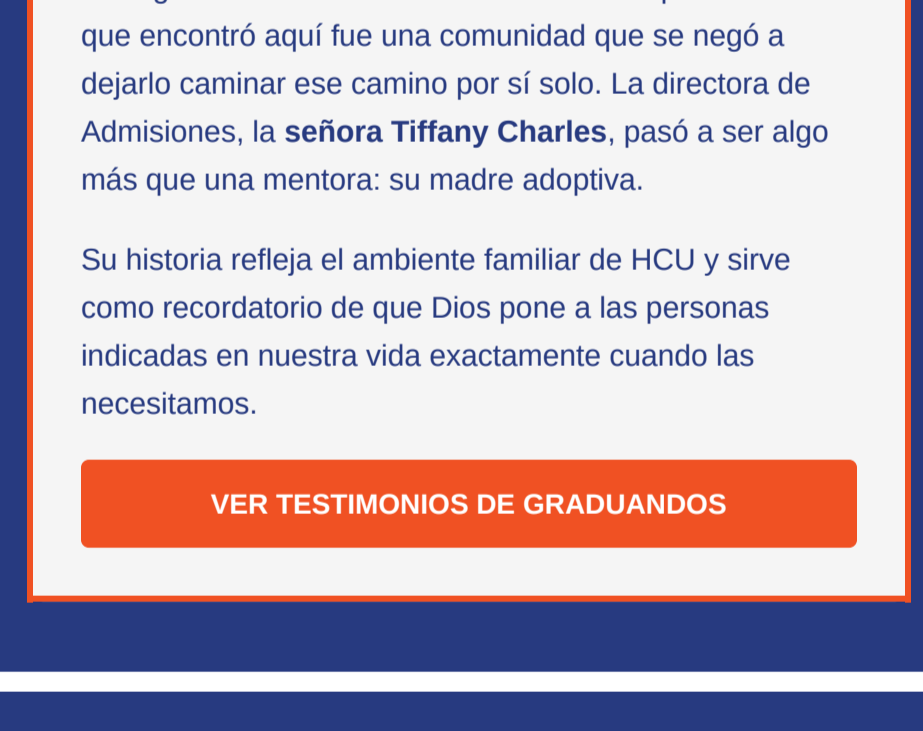 que encontró aquí fue una comunidad que se negó a
dejarlo caminar ese camino por sí solo. La directora de
Admisiones, la señora Tiffany Charles, pasó a ser algo
más que una mentora: su madre adoptiva.
Su historia refleja el ambiente familiar de HCU y sirve
como recordatorio de que Dios pone a las personas
indicadas en nuestra vida exactamente cuando las
necesitamos.
VER TESTIMONIOS DE GRADUANDOS